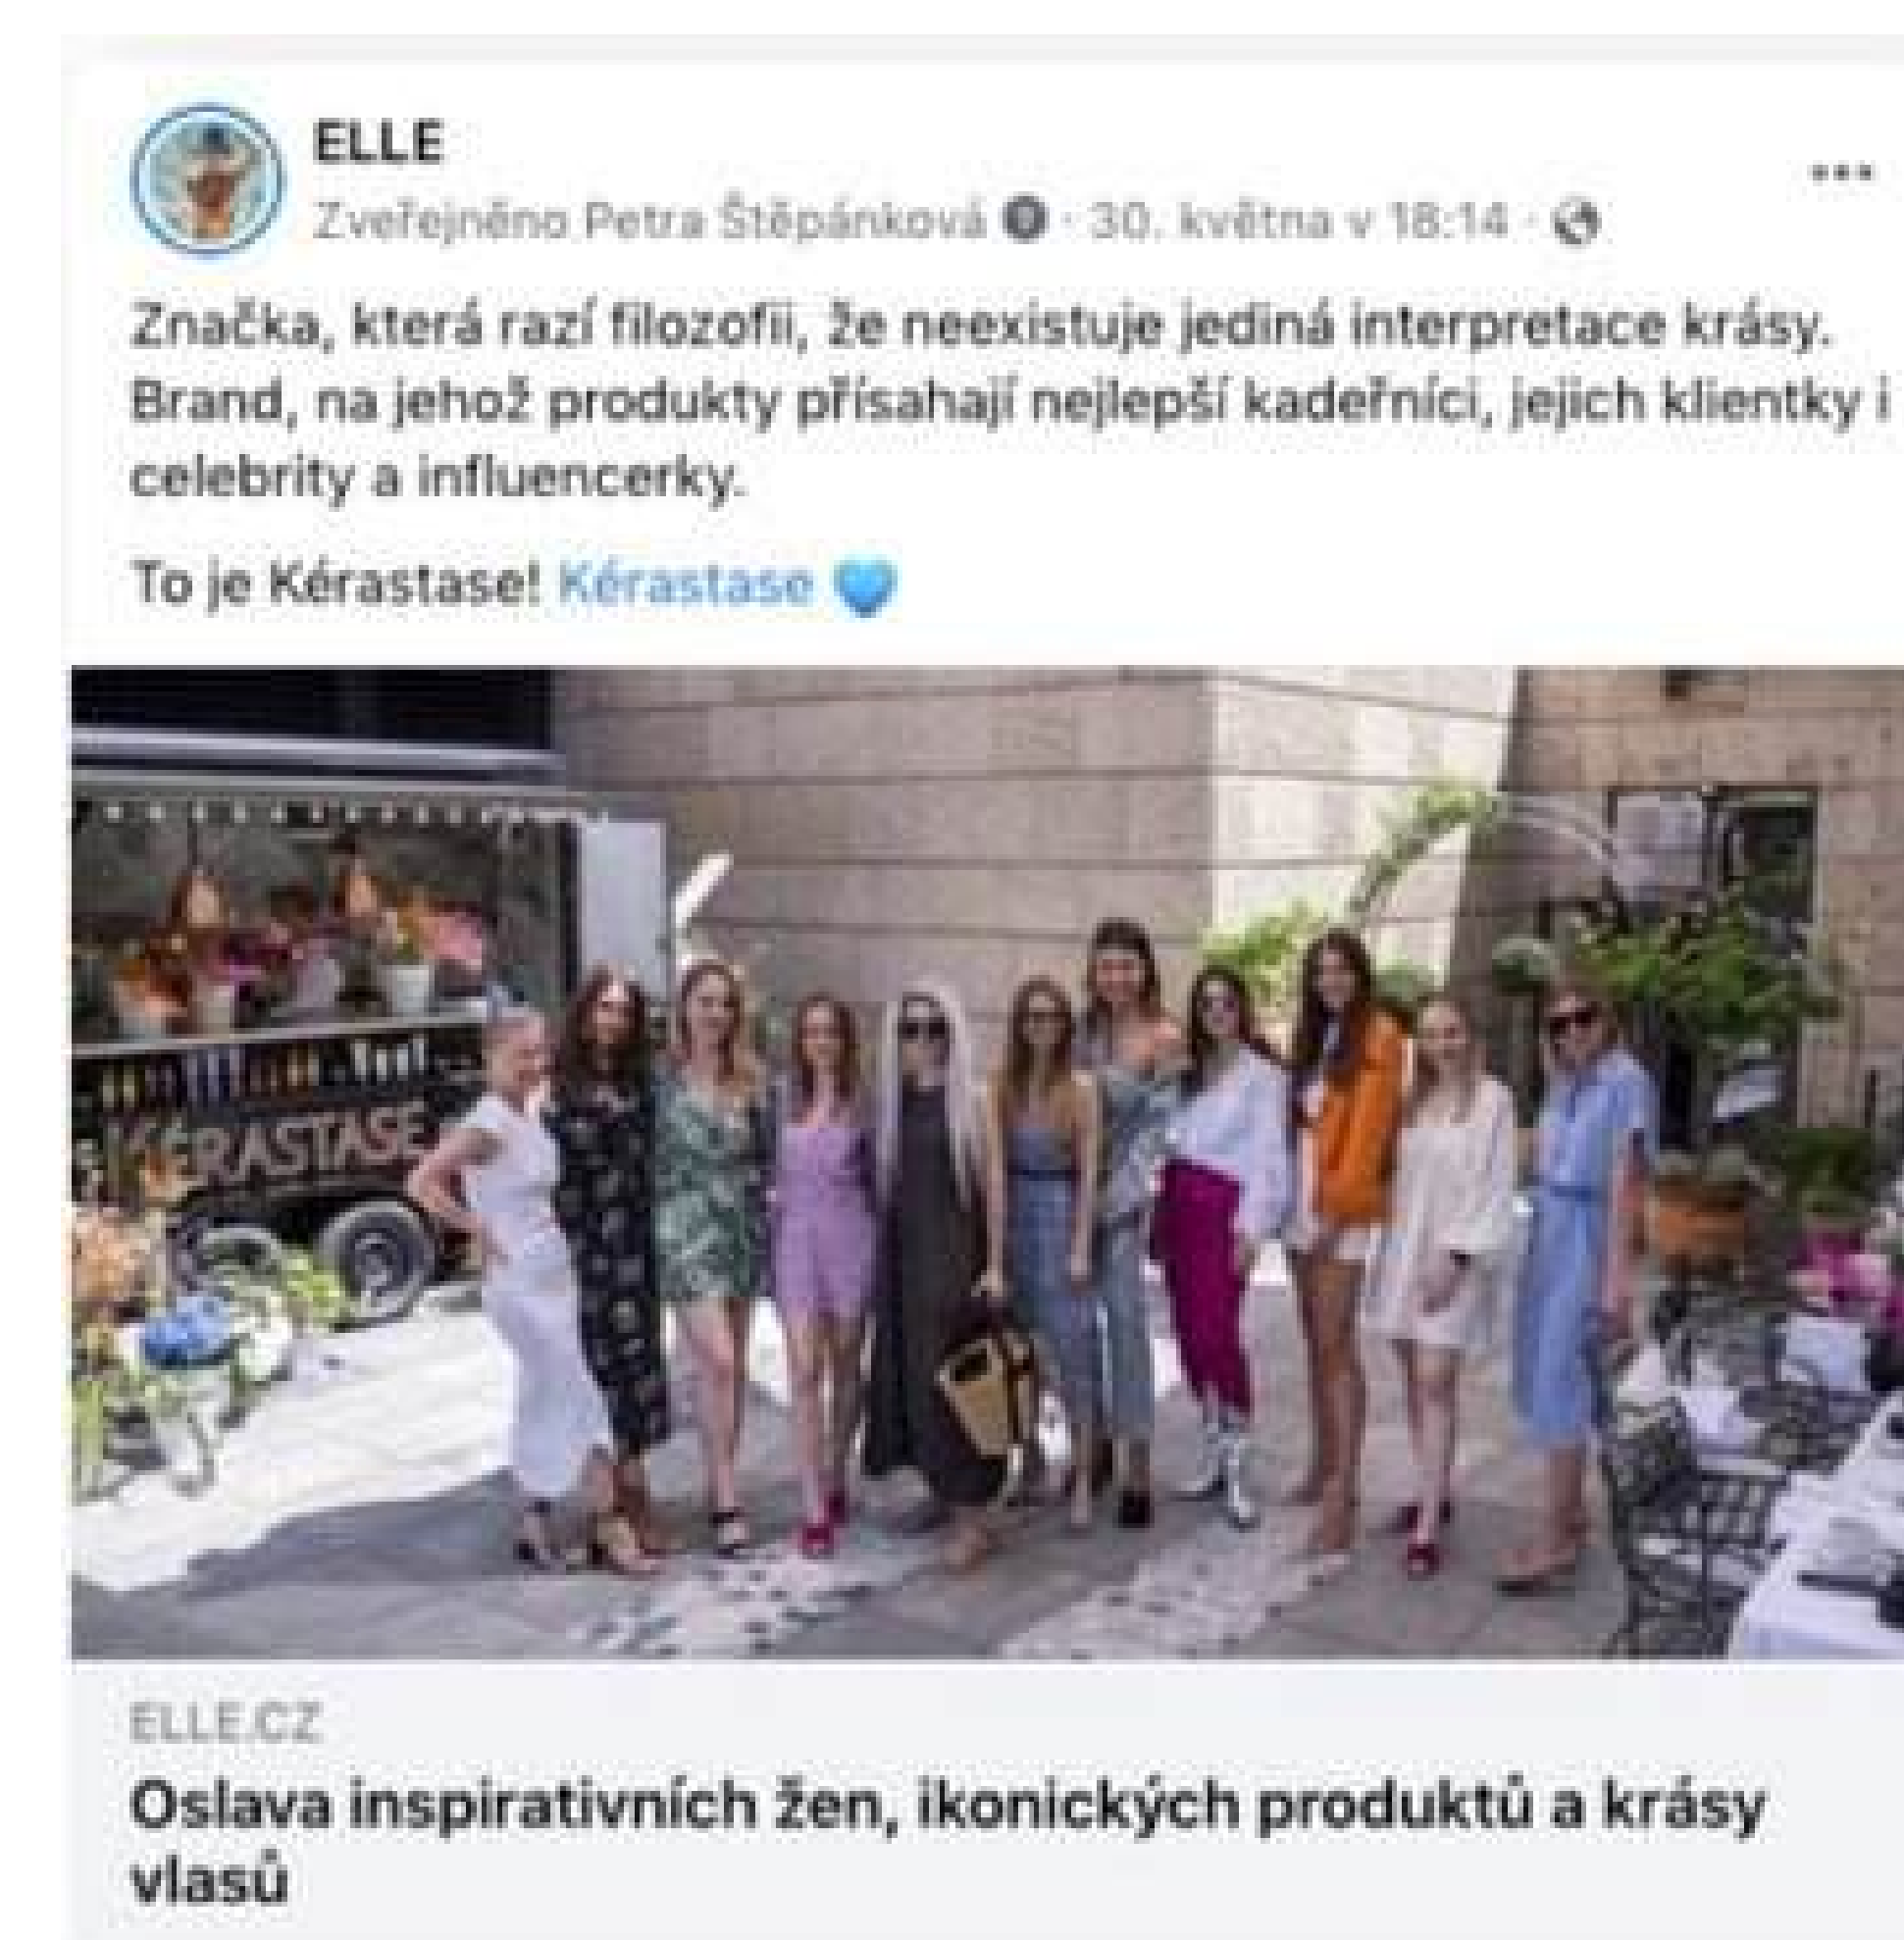 ELLE
Zveřejněno Petra Štěpánková · 30. května v 18:14 ·
Značka, která razí filozofii, že neexistuje jediná interpretace krásy.
Brand, na jehož produkty přísahají nejlepší kadeřníci, jejich klientky i
celebrity a influencerky.
To je Kérastase! Kérastase 💙
KÉRASTASE
ELLE.CZ
Oslava inspirativních žen, ikonických produktů a krásy
vlasů